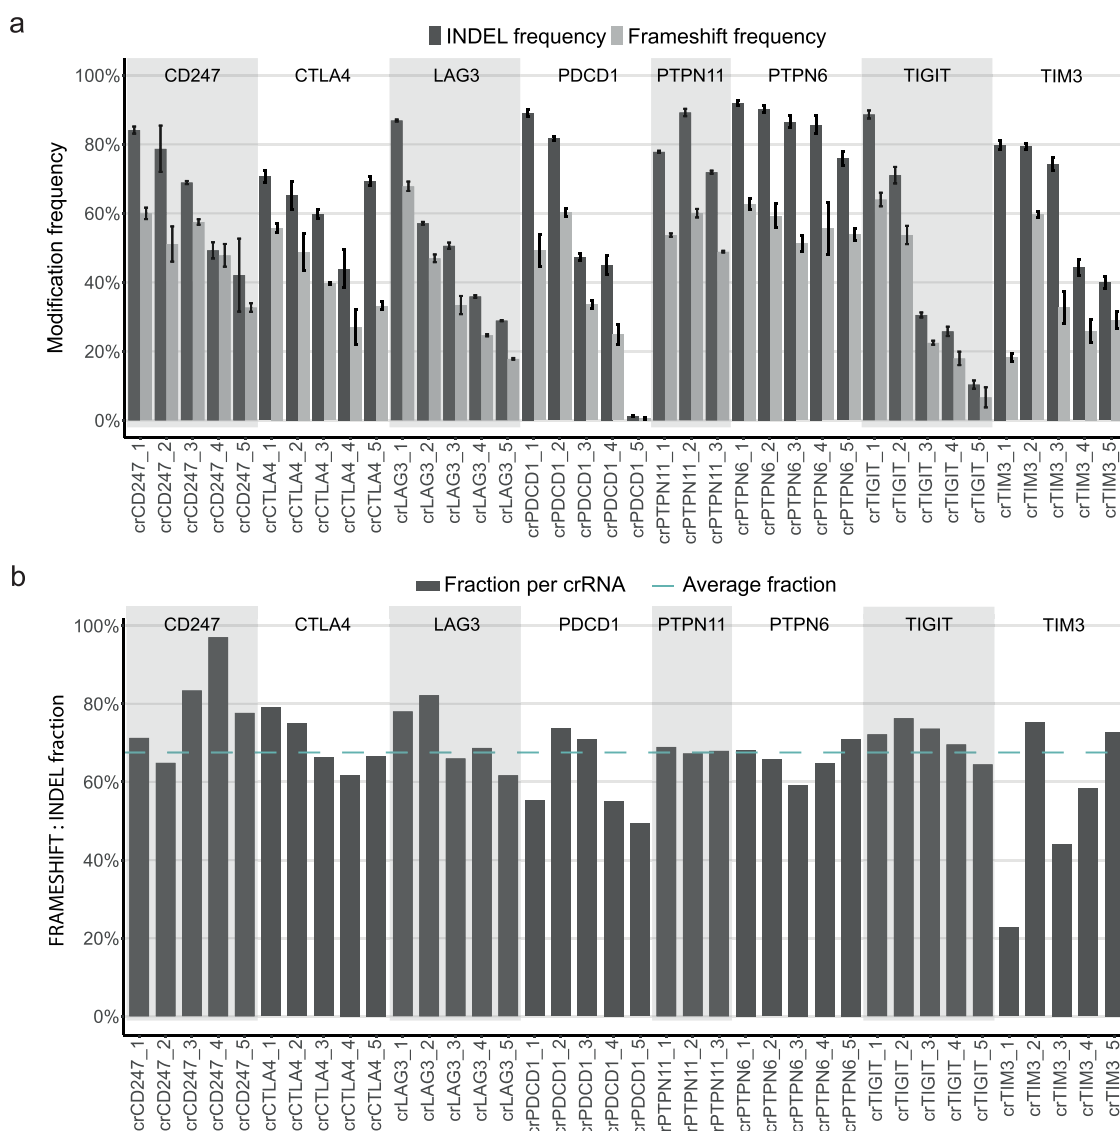 a
INDEL frequency Frameshift frequency
CD247 CTLA4 LAG3 PDCD1 PTPN11 PTPN6 TIGIT TIM3
Modification frequency
100%
80%
60%
40%
20%
0%
crCD247_1
crCD247_2
crCD247_3
crCD247_4
crCD247_5
crCTLA4_1
crCTLA4_2
crCTLA4_3
crCTLA4_4
crCTLA4_5
crLAG3_1
crLAG3_2
crLAG3_3
crLAG3_4
crLAG3_5
crPDCD1_1
crPDCD1_2
crPDCD1_3
crPDCD1_4
crPDCD1_5
crPTPN11_1
crPTPN11_2
crPTPN11_3
crPTPN6_1
crPTPN6_2
crPTPN6_3
crPTPN6_4
crPTPN6_5
crTIGIT_1
crTIGIT_2
crTIGIT_3
crTIGIT_4
crTIGIT_5
crTIM3_1
crTIM3_2
crTIM3_3
crTIM3_4
crTIM3_5
b
Fraction per crRNA Average fraction
CD247 CTLA4 LAG3 PDCD1 PTPN11 PTPN6 TIGIT TIM3
FRAMESHIFT : INDEL fraction
100%
80%
60%
40%
20%
0%
crCD247_1
crCD247_2
crCD247_3
crCD247_4
crCD247_5
crCTLA4_1
crCTLA4_2
crCTLA4_3
crCTLA4_4
crCTLA4_5
crLAG3_1
crLAG3_2
crLAG3_3
crLAG3_4
crLAG3_5
crPDCD1_1
crPDCD1_2
crPDCD1_3
crPDCD1_4
crPDCD1_5
crPTPN11_1
crPTPN11_2
crPTPN11_3
crPTPN6_1
crPTPN6_2
crPTPN6_3
crPTPN6_4
crPTPN6_5
crTIGIT_1
crTIGIT_2
crTIGIT_3
crTIGIT_4
crTIGIT_5
crTIM3_1
crTIM3_2
crTIM3_3
crTIM3_4
crTIM3_5